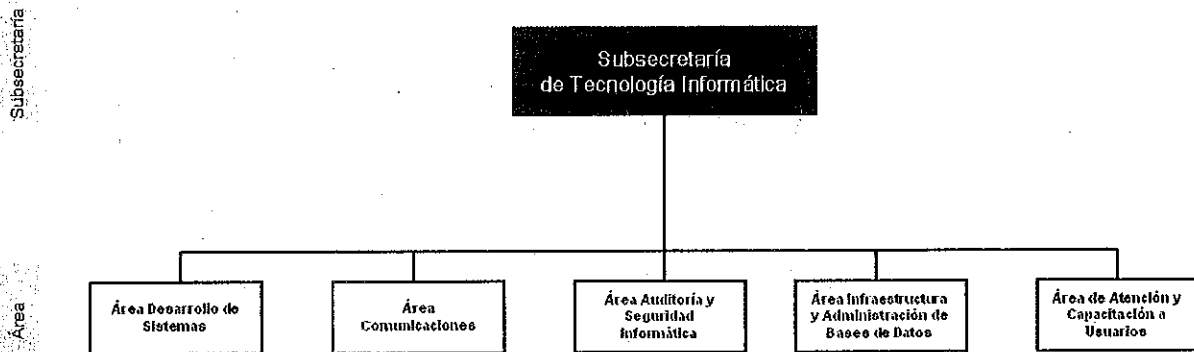 Subsecretaría
Subsecretaría
de Tecnología Informática
Área
Área Desarrollo de
Sistemas
Área
Comunicaciones
Área Auditoría y
Seguridad
Informática
Área Infraestructura
y Administración de
Bases de Datos
Área de Atención y
Capacitación a
Usuarios